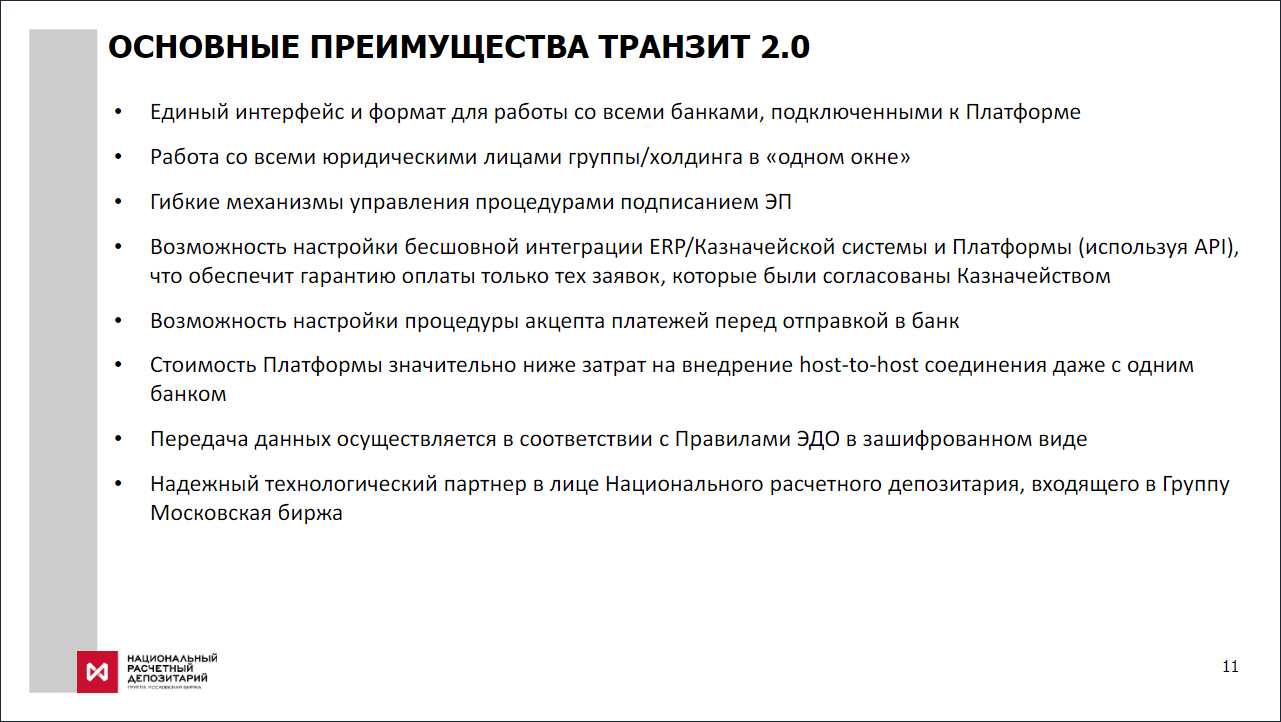 ОСНОВНЫЕ ПРЕИМУЩЕСТВА ТРАНЗИТ 2.0
• Единый интерфейс и формат для работы со всеми банками, подключенными к Платформе
• Работа со всеми юридическими лицами группы/холдинга в «одном окне»
• Гибкие механизмы управления процедурами подписанием ЭП
• Возможность настройки бесшовной интеграции ERP/Казначейской системы и Платформы (используя API),
что обеспечит гарантию оплаты только тех заявок, которые были согласованы Казначейством
• Возможность настройки процедуры акцепта платежей перед отправкой в банк
• Стоимость Платформы значительно ниже затрат на внедрение host-to-host соединения даже с одним
банком
• Передача данных осуществляется в соответствии с Правилами ЭДО в зашифрованном виде
• Надежный технологический партнер в лице Национального расчетного депозитария, входящего в Группу
Московская биржа
НАЦИОНАЛЬНЫЙ
РАСЧЕТНЫЙ
ДЕПОЗИТАРИЙ
ГРУППА МОСКОВСКАЯ БИРЖА
11